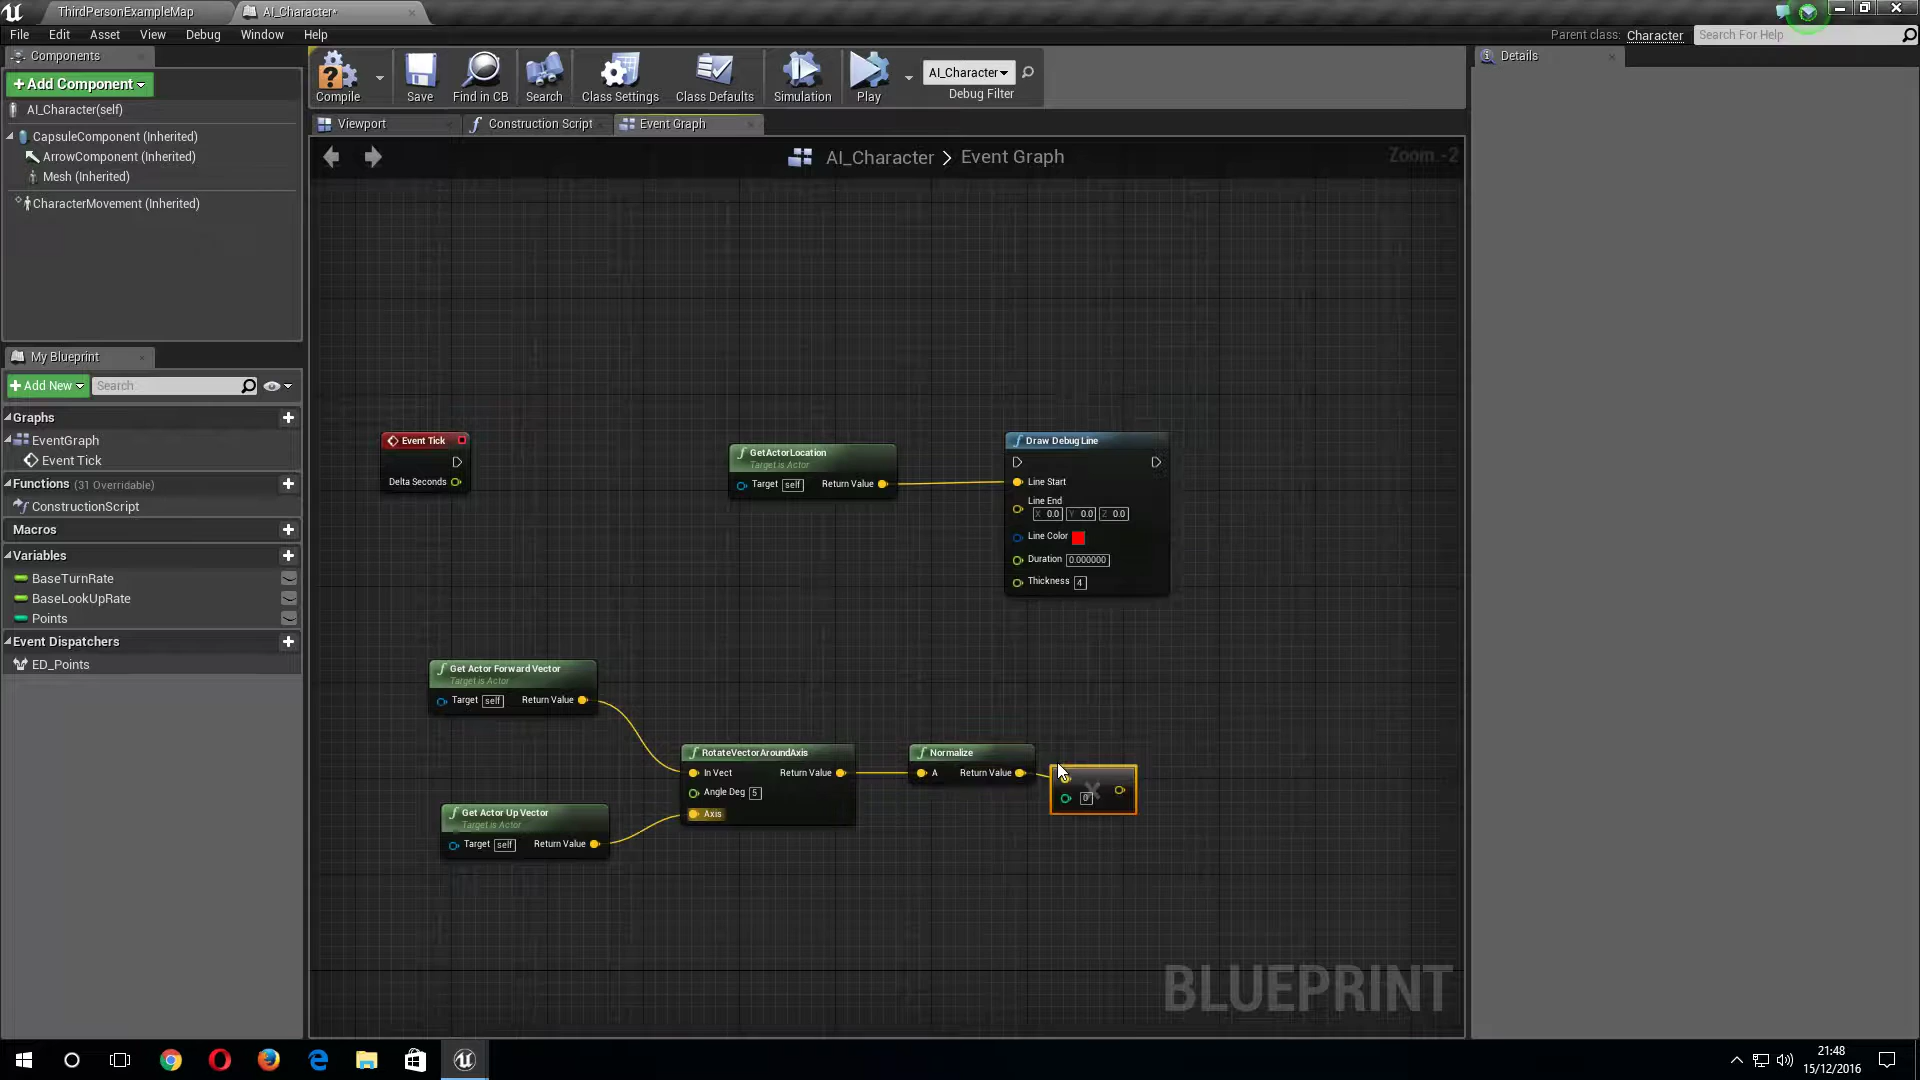 ThirdPersonExampleMap
AI_Character*
File Edit Asset View Debug Window Help
Parent class: Character
Search For Help
Components
+Add Component
AI_Character(self)
CapsuleComponent (Inherited)
ArrowComponent (Inherited)
Mesh (Inherited)
CharacterMovement (Inherited)
My Blueprint
+Add New
Search
Graphs
EventGraph
Event Tick
Functions (31 Overridable)
ConstructionScript
Macros
Variables
BaseTurnRate
BaseLookUpRate
Points
Event Dispatchers
ED_Points
Compile
Save
Find in CB
Search
Class Settings
Class Defaults
Simulation
Play
AI_Character
Debug Filter
Viewport
Construction Script
Event Graph
AI_Character > Event Graph
Zoom -2
Event Tick
Delta Seconds
GetActorLocation
Target is Actor
Target self Return Value
Draw Debug Line
Line Start
Line End
X 0.0 Y 0.0 Z 0.0
Line Color
Duration 0.000000
Thickness 4
Get Actor Forward Vector
Target is Actor
Target self Return Value
Get Actor Up Vector
Target is Actor
Target self Return Value
RotateVectorAroundAxis
In Vect Return Value
Angle Deg 5
Axis
Normalize
A Return Value
0
BLUEPRINT
Details
21:48
15/12/2016